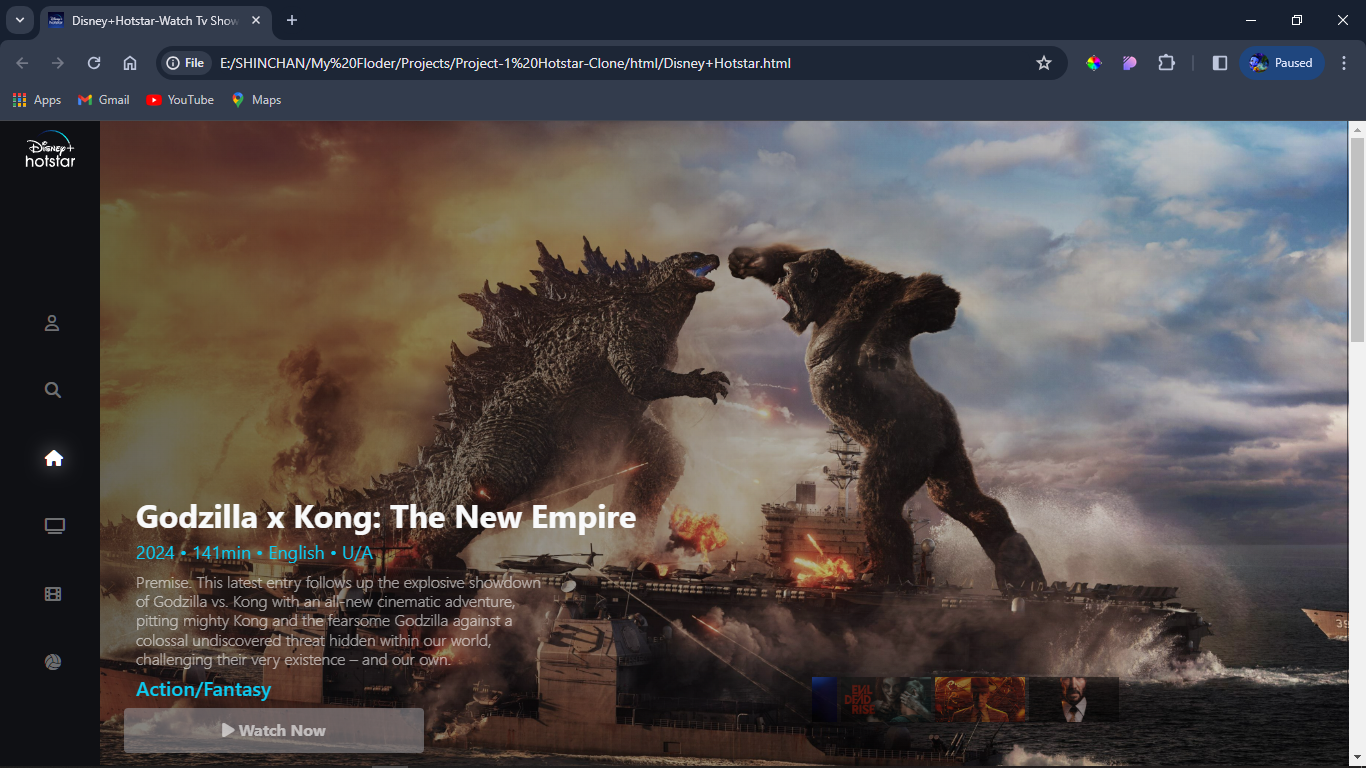 Disney+Hotstar-Watch Tv Show
File
E:/SHINCHAN/My%20Floder/Projects/Project-1%20Hotstar-Clone/html/Disney+Hotstar.html
Paused
Apps
Gmail
YouTube
Maps
Disney+
hotstar
Godzilla x Kong: The New Empire
2024 • 141min • English • U/A
Premise. This latest entry follows up the explosive showdown
of Godzilla vs. Kong with an all-new cinematic adventure,
pitting mighty Kong and the fearsome Godzilla against a
colossal undiscovered threat hidden within our world,
challenging their very existence – and our own.
Action/Fantasy
Watch Now
EVIL
DEAD
RISE
39